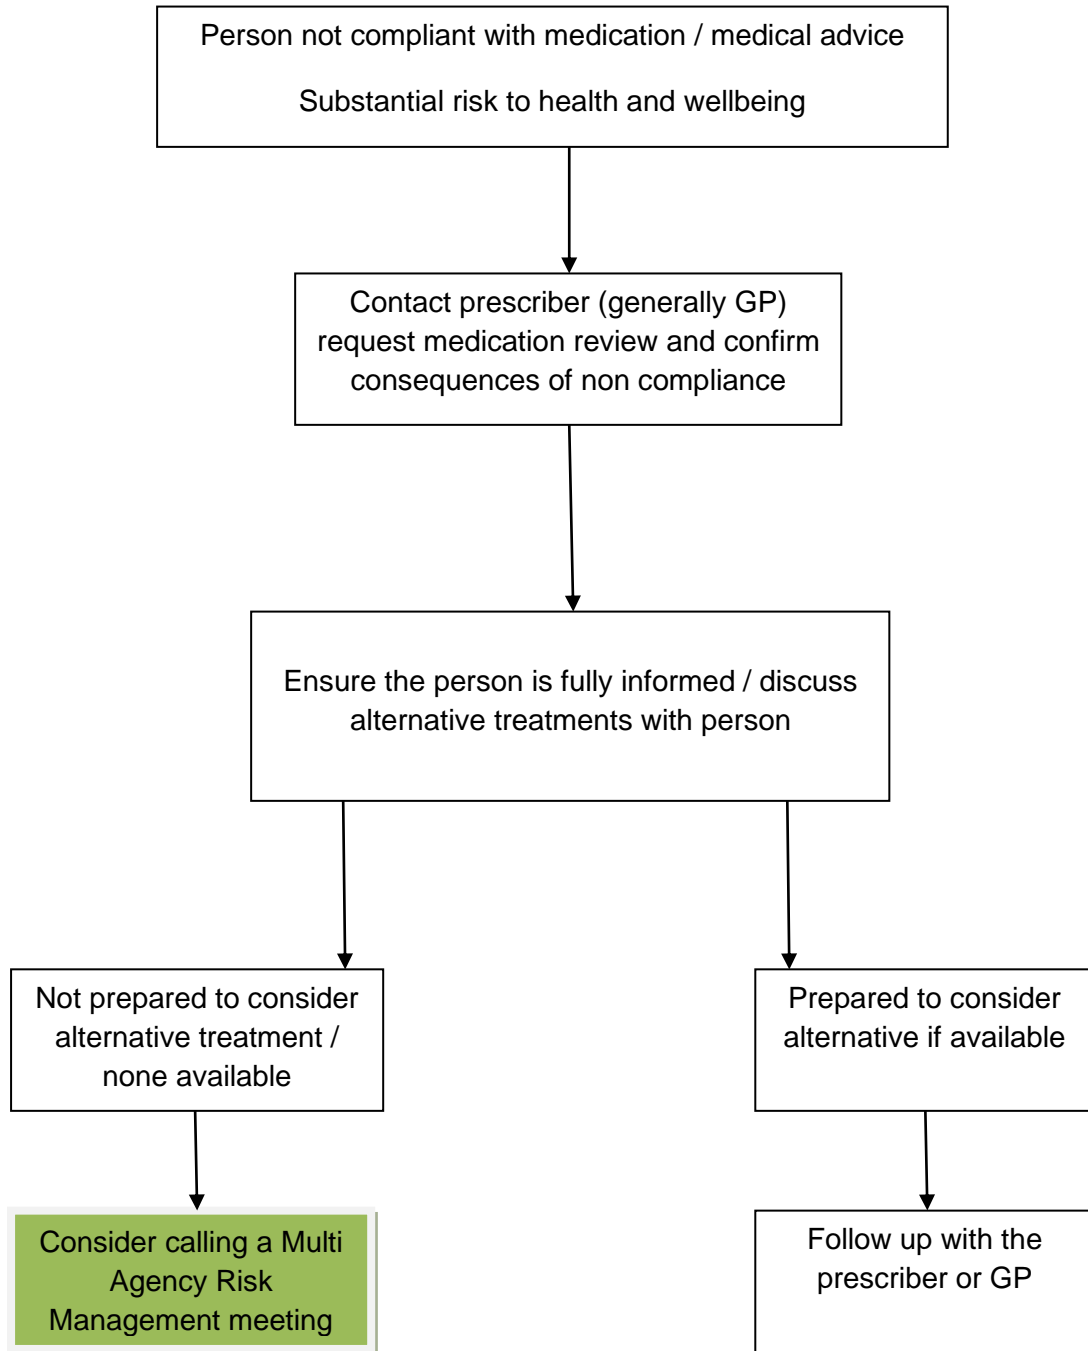 Person not compliant with medication / medical advice
Substantial risk to health and wellbeing
Contact prescriber (generally GP)
request medication review and confirm
consequences of non compliance
Ensure the person is fully informed / discuss
alternative treatments with person
Not prepared to consider
alternative treatment /
none available
Prepared to consider
alternative if available
Consider calling a Multi
Agency Risk
Management meeting
Follow up with the
prescriber or GP